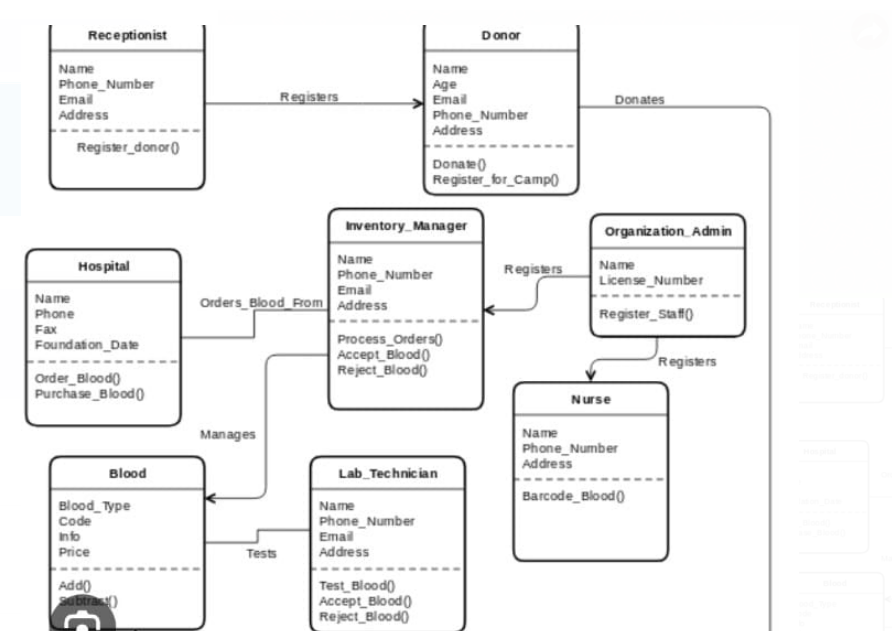 Receptionist
Name
Phone_Number
Email
Address
Register_donor()
Registers
Donor
Name
Age
Email
Phone_Number
Address
Donate()
Register_for_Camp()
Donates
Inventory_Manager
Name
Phone_Number
Email
Address
Process_Orders()
Accept_Blood()
Reject_Blood()
Organization_Admin
Name
License_Number
Register_Staff()
Registers
Registers
Hospital
Name
Phone
Fax
Foundation_Date
Order_Blood()
Purchase_Blood()
Orders_Blood_From
Nurse
Name
Phone_Number
Address
Barcode_Blood()
Manages
Blood
Blood_Type
Code
Info
Price
Add()
Subtract()
Tests
Lab_Technician
Name
Phone_Number
Email
Address
Test_Blood()
Accept_Blood()
Reject_Blood()